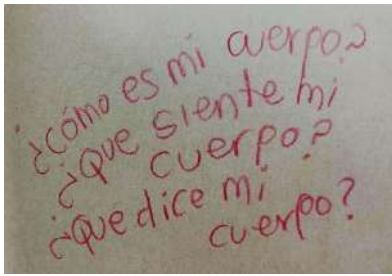 ¿Cómo es mi cuerpo?
¿Que siente mi
cuerpo?
¿Que dice mi
cuerpo?